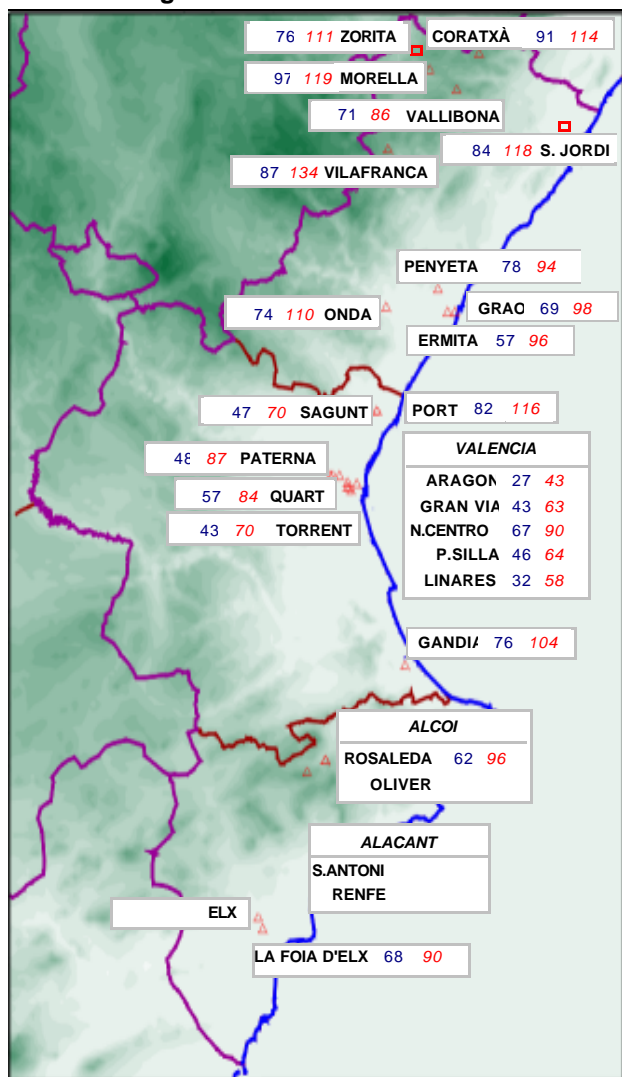 76 111 ZORITA
CORATXÀ 91 114
97 119 MORELLA
71 86 VALLIBONA
84 118 S. JORDI
87 134 VILAFRANCA
PENYETA 78 94
74 110 ONDA
GRAO 69 98
ERMITA 57 96
47 70 SAGUNT
PORT 82 116
VALENCIA
48 87 PATERNA
ARAGON 27 43
57 84 QUART
GRAN VIA 43 63
43 70 TORRENT
N.CENTRO 67 90
P.SILLA 46 64
LINARES 32 58
GANDIA 76 104
ALCOI
ROSALEDA 62 96
OLIVER
ALACANT
S.ANTONI
RENFE
ELX
LA FOIA D'ELX 68 90